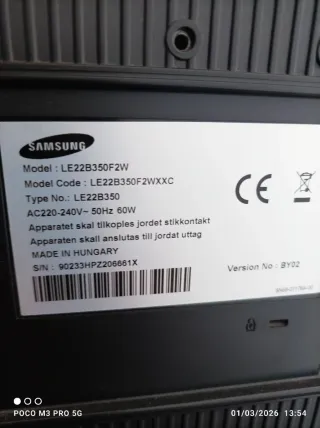 SAMSUNG
Model : LE22B350F2W
Model Code : LE22B350F2WXXC
Type No.: LE22B350
AC220-240V~ 50Hz 60W
Apparatet skal tilkoples jordet stikkontakt
Apparaten skall anslutas till jordat uttag
MADE IN HUNGARY
S/N : 90233HPZ206661X
CE
Version No : BY02
POCO M3 PRO 5G
01/03/2026 13:54